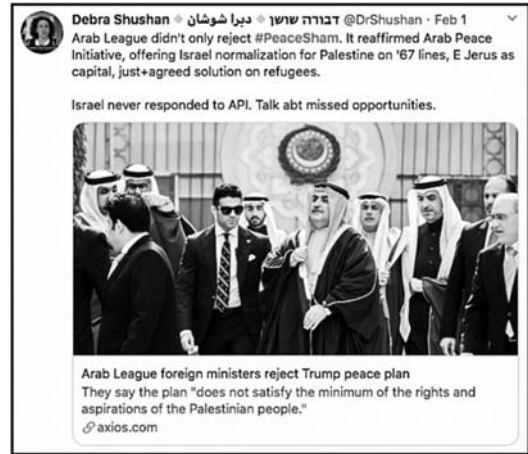 Debra Shushan ◆ דבורה שושן ◆ دبرا شوشان @DrShushan · Feb 1
Arab League didn't only reject #PeaceSham. It reaffirmed Arab Peace
Initiative, offering Israel normalization for Palestine on '67 lines, E Jerus as
capital, just+agreed solution on refugees.
Israel never responded to API. Talk abt missed opportunities.
Arab League foreign ministers reject Trump peace plan
They say the plan "does not satisfy the minimum of the rights and
aspirations of the Palestinian people."
axios.com